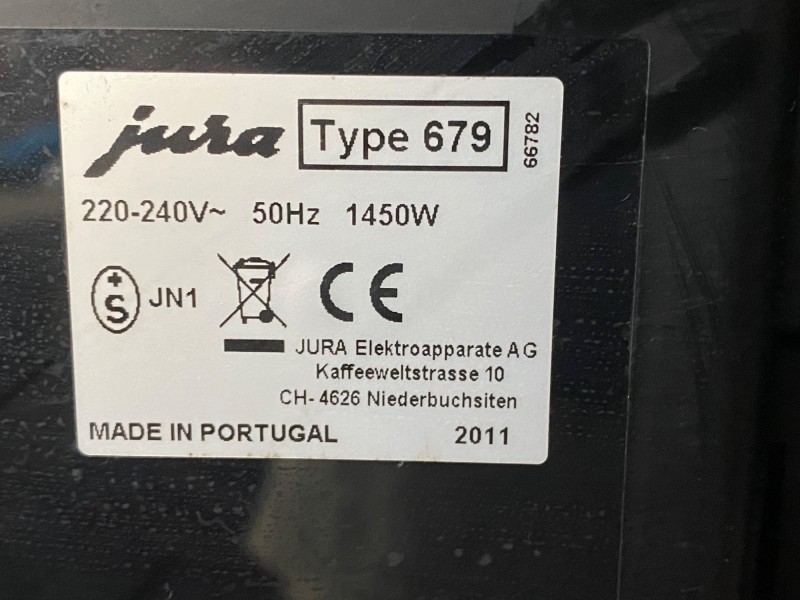 jura Type 679 66782
220-240V~ 50Hz 1450W
+S JN1 CE
JURA Elektroapparate AG
Kaffeeweltstrasse 10
CH- 4626 Niederbuchsiten
MADE IN PORTUGAL 2011